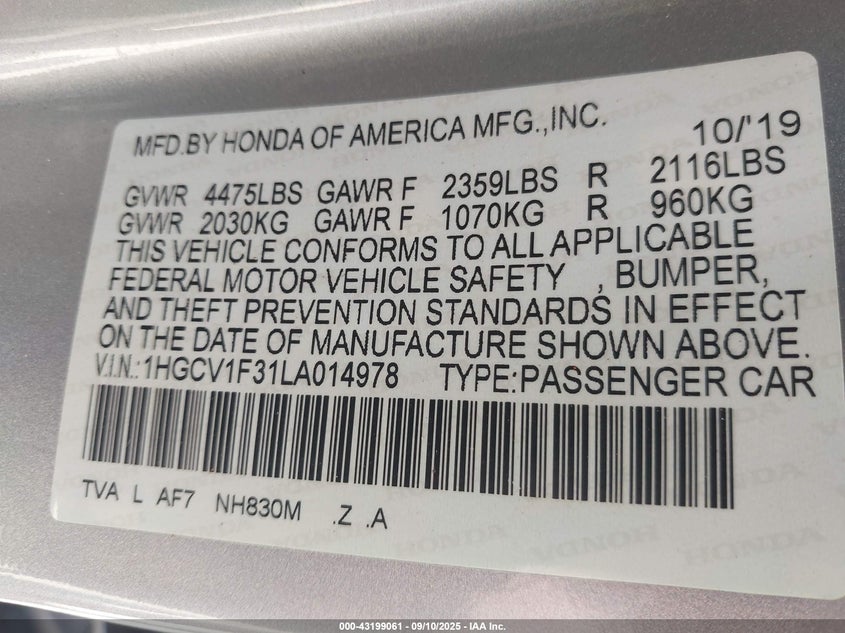 MFD.BY HONDA OF AMERICA MFG.,INC. 10/'19
GVWR 4475LBS GAWR F 2359LBS R 2116LBS
GVWR 2030KG GAWR F 1070KG R 960KG
THIS VEHICLE CONFORMS TO ALL APPLICABLE
FEDERAL MOTOR VEHICLE SAFETY , BUMPER,
AND THEFT PREVENTION STANDARDS IN EFFECT
ON THE DATE OF MANUFACTURE SHOWN ABOVE.
V.I.N.:1HGCV1F31LA014978 TYPE:PASSENGER CAR
TVA L AF7 NH830M .Z .A
HONDA HONDA
000-43199061 — 09/10/2025 — IAA Inc.